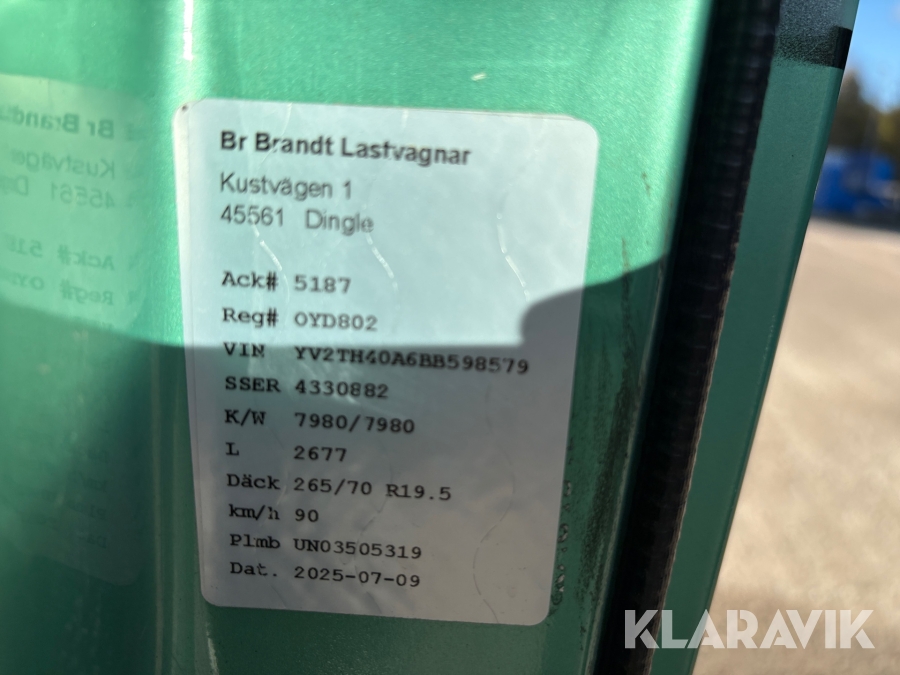 Br Brandt Lastvagnar
Kustvägen 1
45561 Dingle
Ack# 5187
Reg# OYD802
VIN YV2TH40A6BB598579
SSER 4330882
K/W 7980/7980
L 2677
Däck 265/70 R19.5
km/h 90
Plmb UN03505319
Dat. 2025-07-09
KLARAVIK